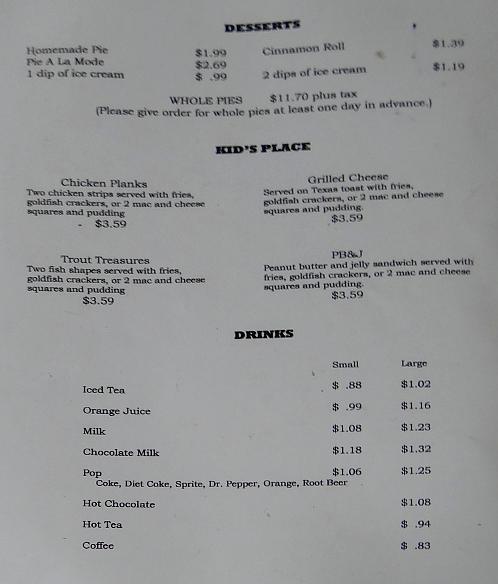 DESSERTS
Homemade Pie $1.99 Cinnamon Roll $1.39
Pie A La Mode $2.69
1 dip of ice cream $ .99 2 dips of ice cream $1.19
WHOLE PIES $11.70 plus tax
(Please give order for whole pies at least one day in advance.)
KID'S PLACE
Chicken Planks
Two chicken strips served with fries,
goldfish crackers, or 2 mac and cheese
squares and pudding
- $3.59
Grilled Cheese
Served on Texas toast with fries,
goldfish crackers, or 2 mac and cheese
squares and pudding.
$3.59
Trout Treasures
Two fish shapes served with fries,
goldfish crackers, or 2 mac and cheese
squares and pudding
$3.59
PB&J
Peanut butter and jelly sandwich served with
fries, goldfish crackers, or 2 mac and cheese
squares and pudding.
$3.59
DRINKS
Small Large
Iced Tea $ .88 $1.02
Orange Juice $ .99 $1.16
Milk $1.08 $1.23
Chocolate Milk $1.18 $1.32
Pop $1.06 $1.25
Coke, Diet Coke, Sprite, Dr. Pepper, Orange, Root Beer
Hot Chocolate $1.08
Hot Tea $ .94
Coffee $ .83